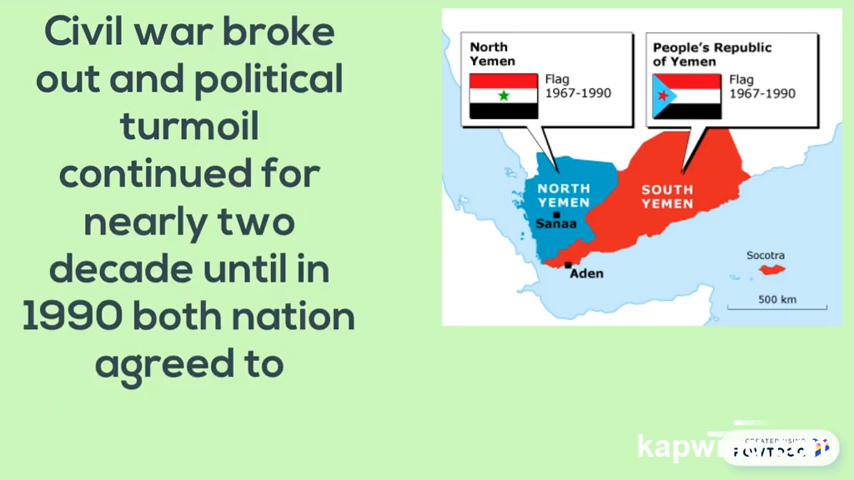 Civil war broke
out and political
turmoil
continued for
nearly two
decade until in
1990 both nation
agreed to
North
Yemen
Flag
1967-1990
People's Republic
of Yemen
Flag
1967-1990
NORTH
YEMEN
Sanaa
SOUTH
YEMEN
Aden
Socotra
500 km
CREATED USING